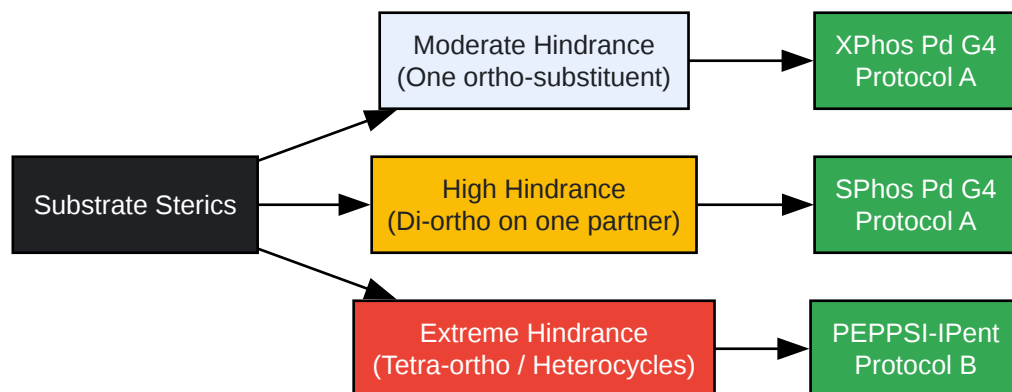 Moderate Hindrance
(One ortho-substituent)
XPhos Pd G4
Protocol A
Substrate Sterics
High Hindrance
(Di-ortho on one partner)
SPhos Pd G4
Protocol A
Extreme Hindrance
(Tetra-ortho / Heterocycles)
PEPPSI-IPent
Protocol B